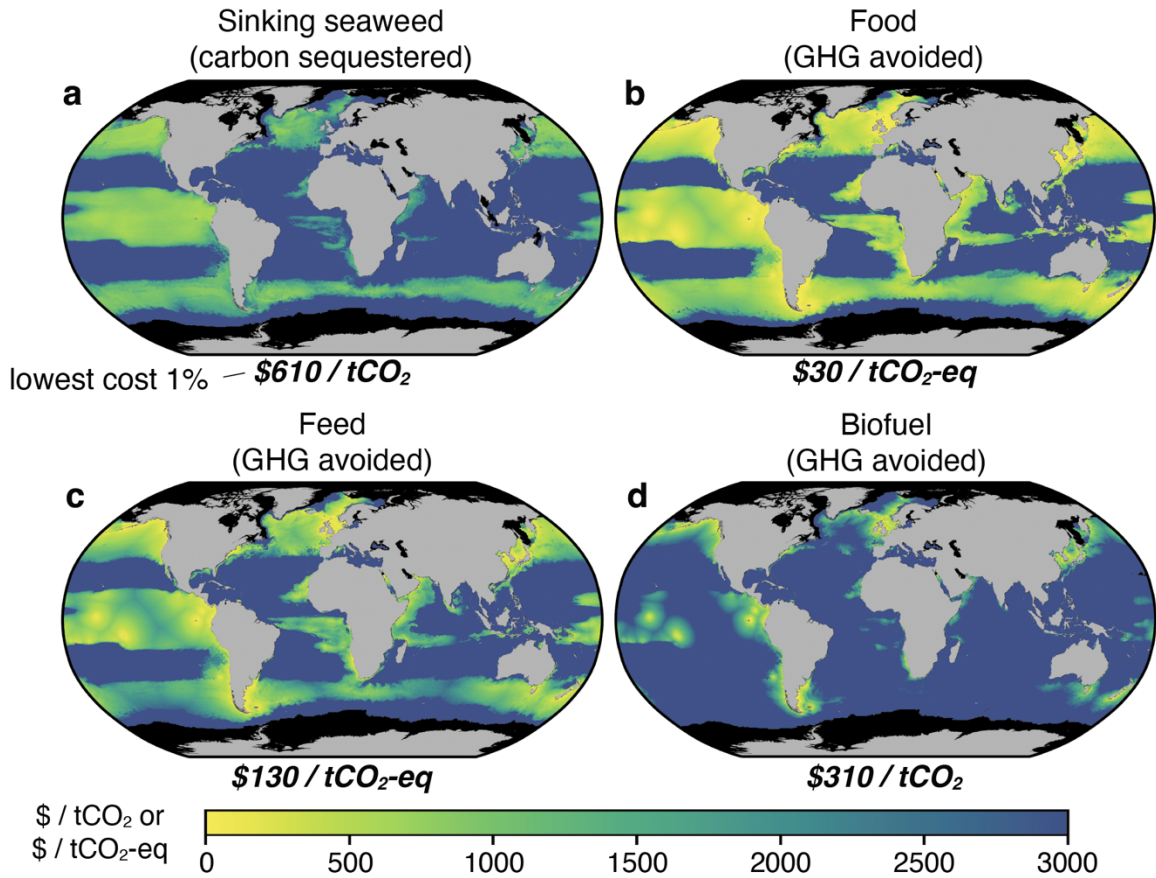 Sinking seaweed
(carbon sequestered)
Food
(GHG avoided)
a
b
lowest cost 1%
$610 / tCO₂
$30 / tCO₂-eq
Feed
(GHG avoided)
Biofuel
(GHG avoided)
c
d
$130 / tCO₂-eq
$310 / tCO₂
$ / tCO₂ or
$ / tCO₂-eq
0 500 1000 1500 2000 2500 3000